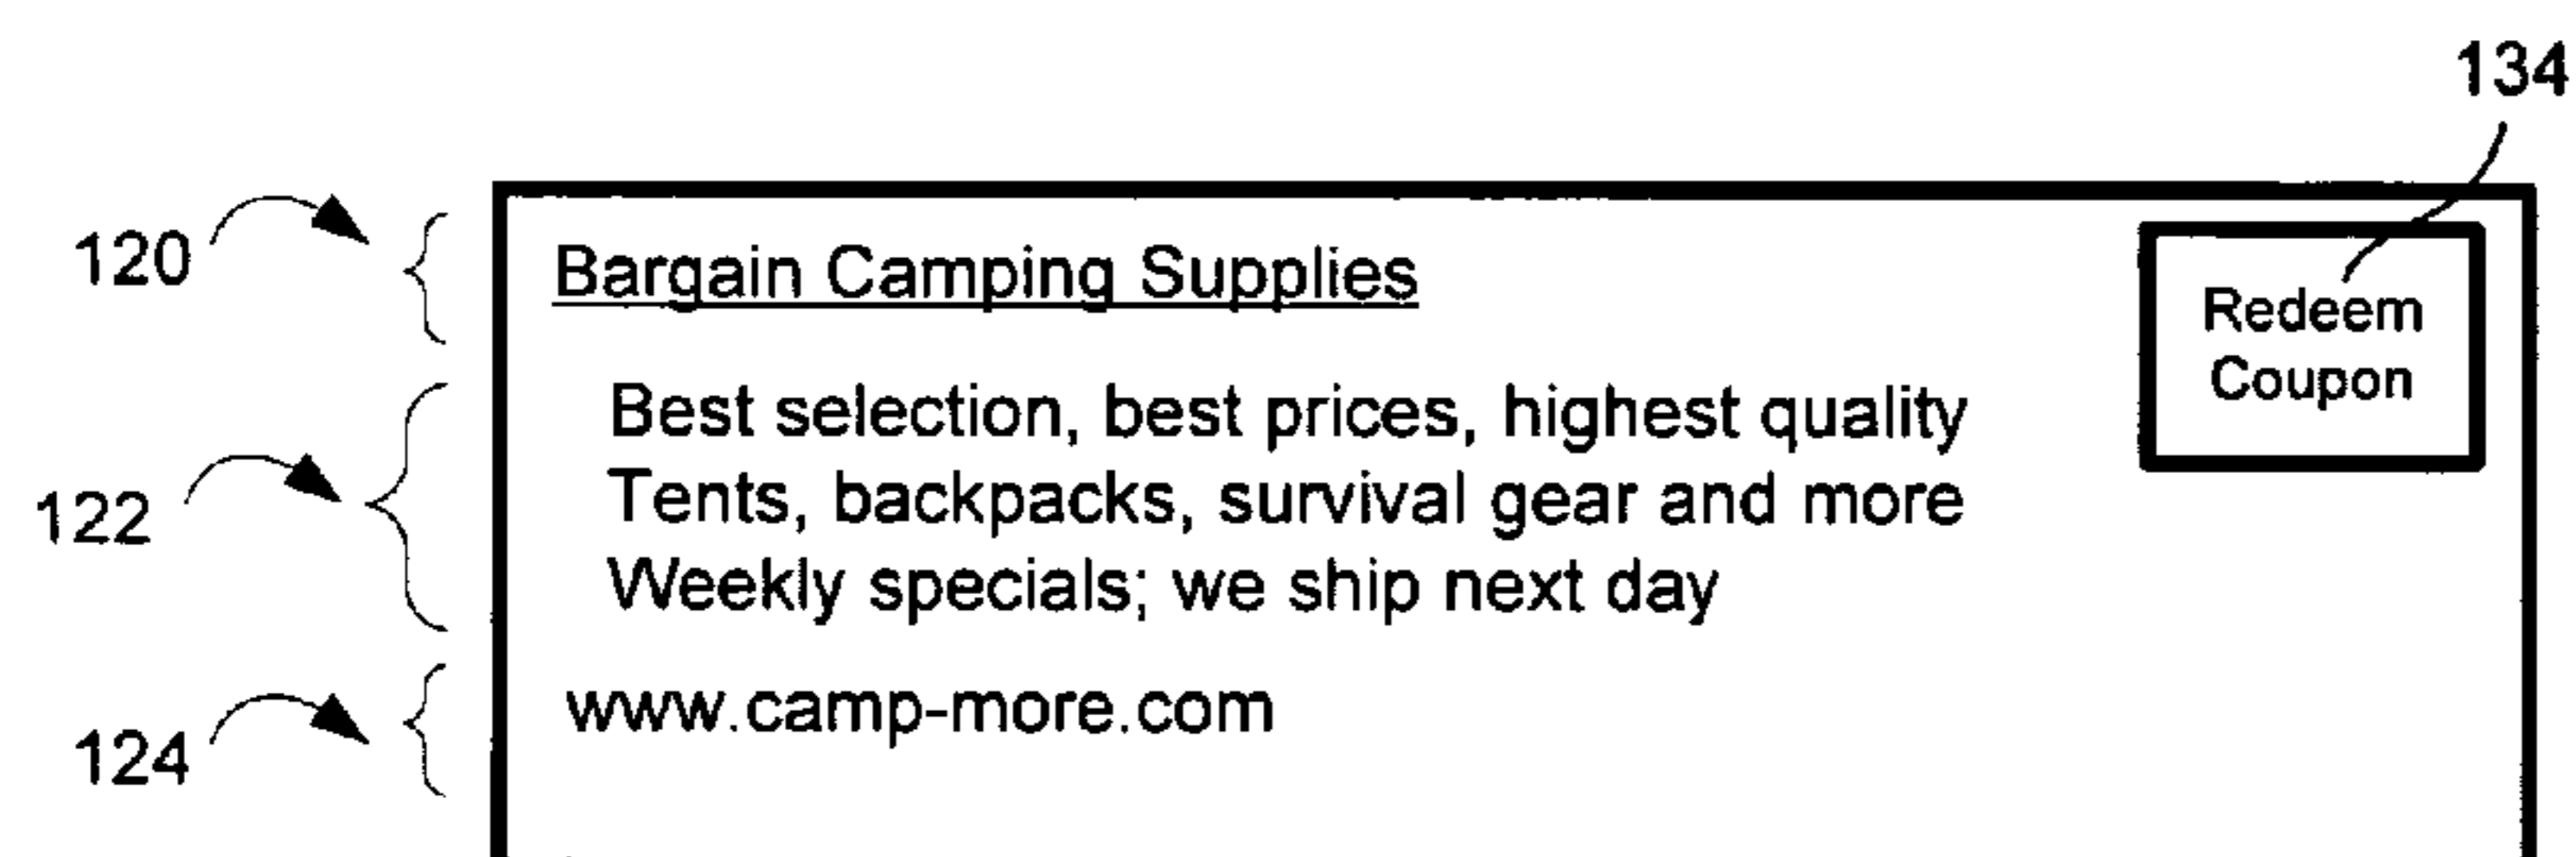 134
120
Bargain Camping Supplies
Redeem
Coupon
122
Best selection, best prices, highest quality
Tents, backpacks, survival gear and more
Weekly specials; we ship next day
124
www.camp-more.com